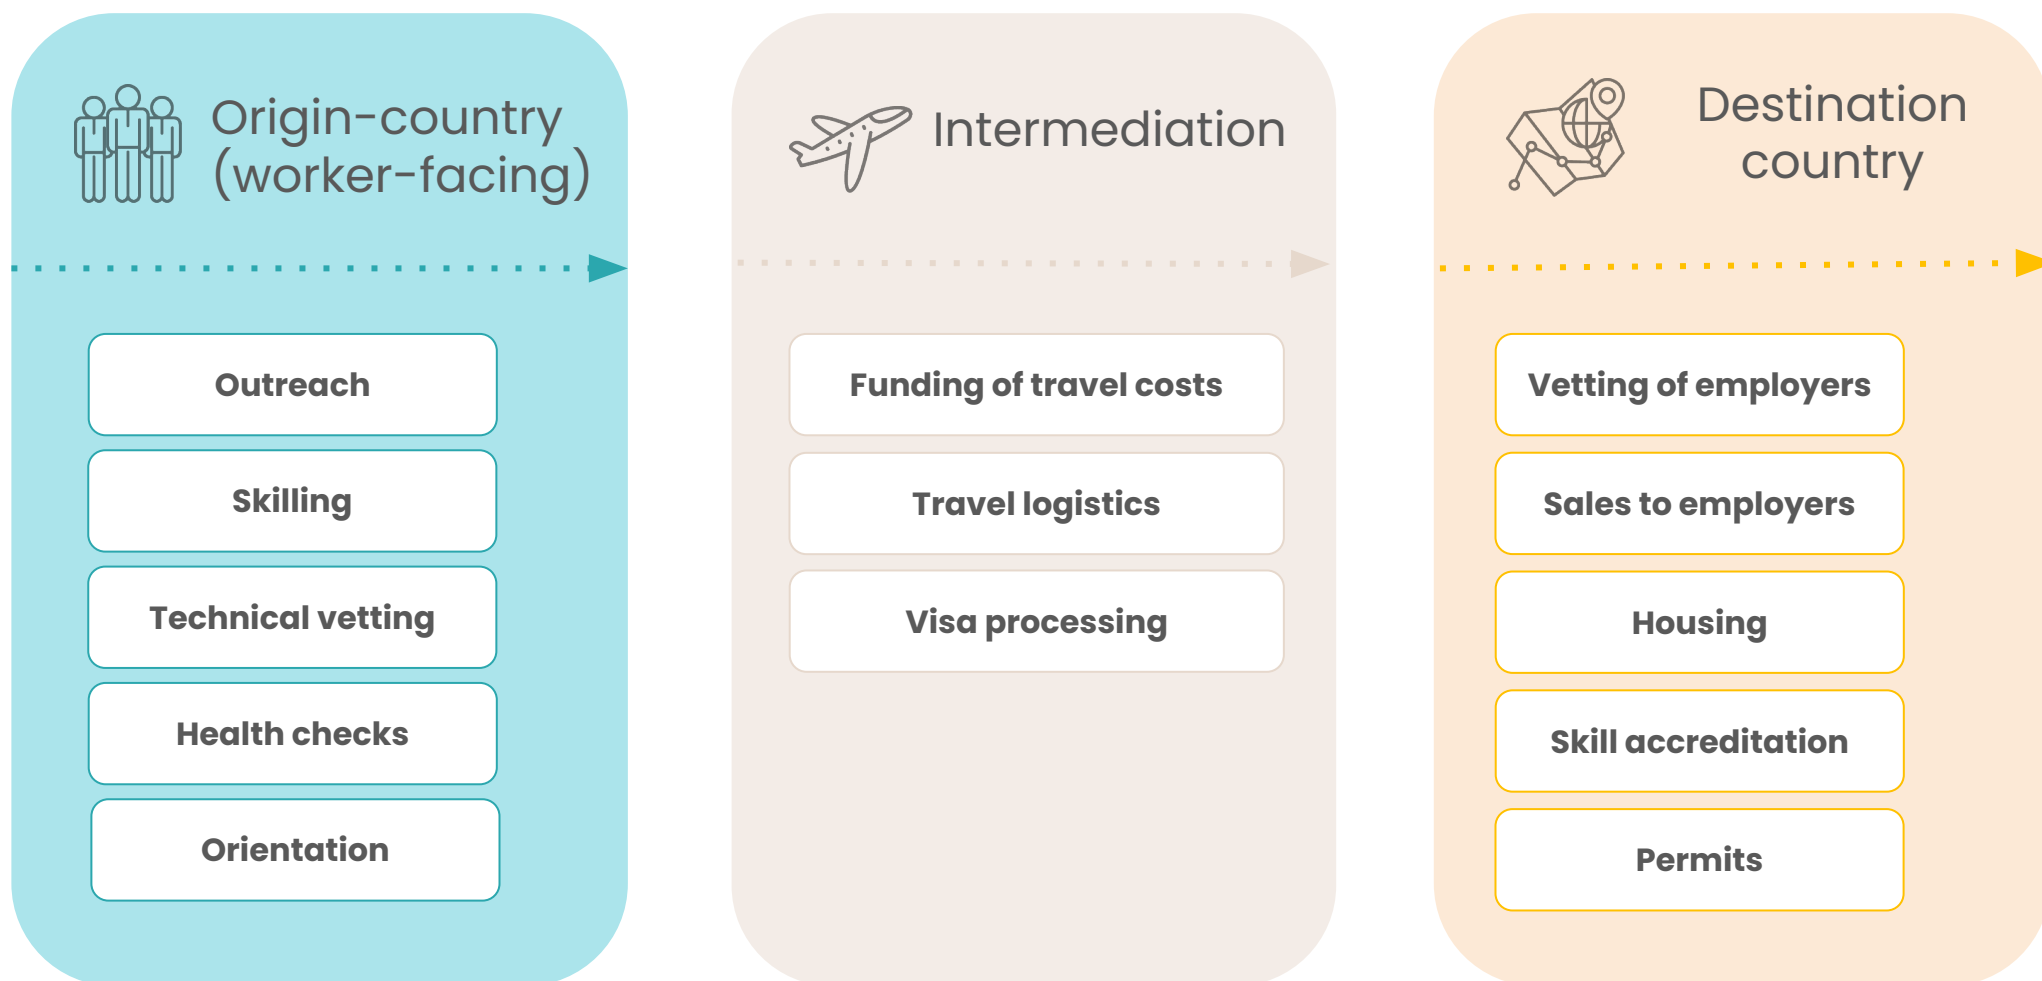 Origin-country
(worker-facing)
Outreach
Skilling
Technical vetting
Health checks
Orientation
Intermediation
Funding of travel costs
Travel logistics
Visa processing
Destination
country
Vetting of employers
Sales to employers
Housing
Skill accreditation
Permits